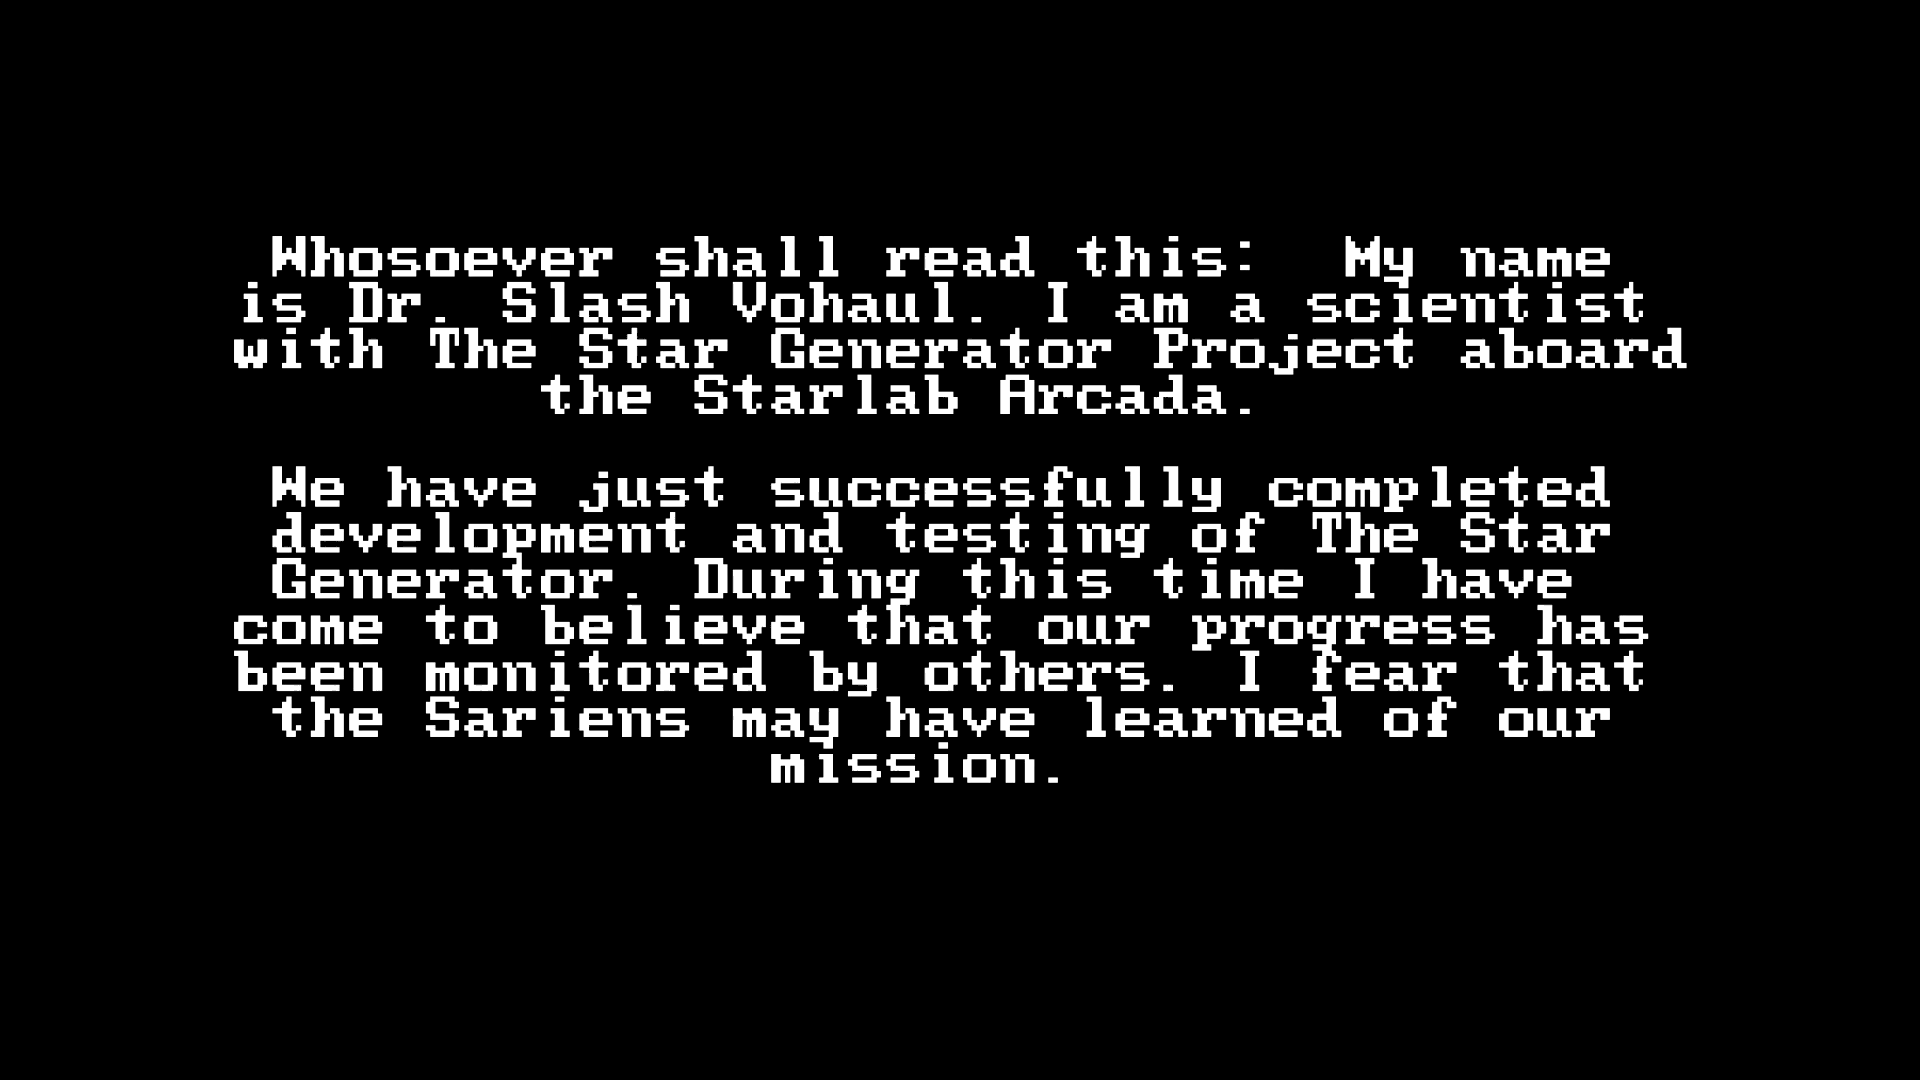 Whosoever shall read this:  My name
is Dr. Slash Vohaul. I am a scientist
with The Star Generator Project aboard
the Starlab Arcada.
We have just successfully completed
development and testing of The Star
Generator. During this time I have
come to believe that our progress has
been monitored by others. I fear that
the Sariens may have learned of our
mission.